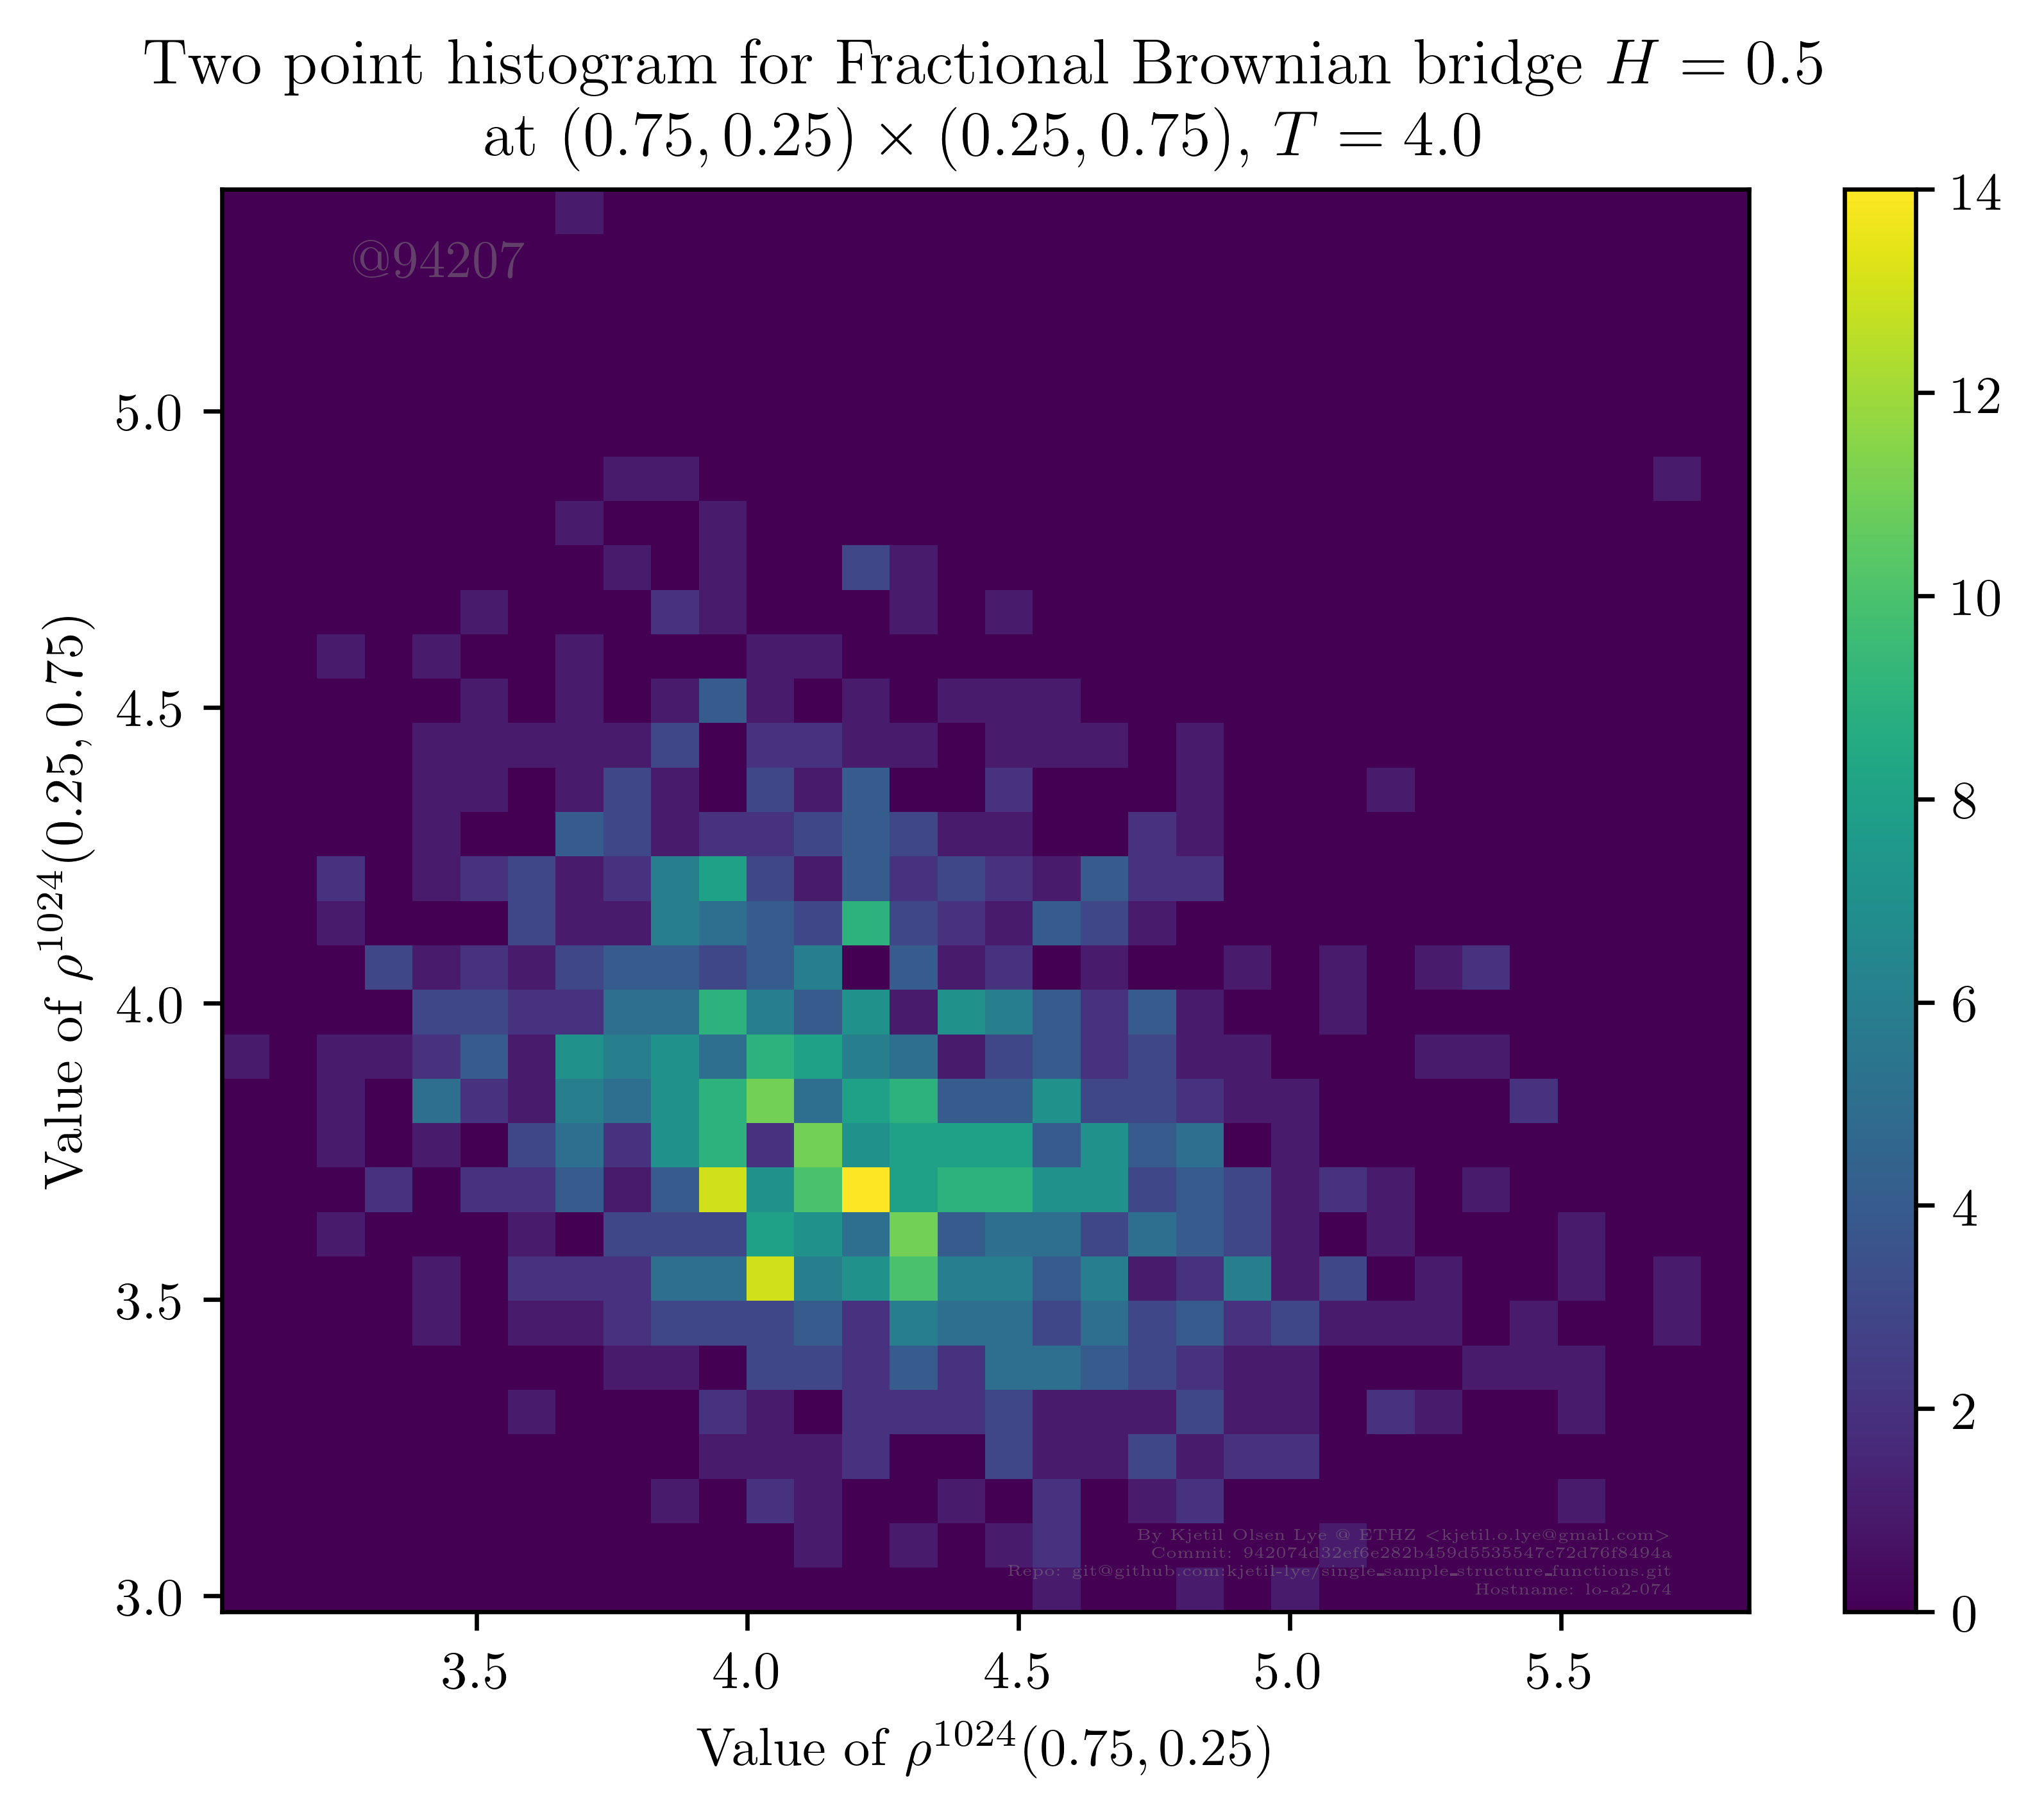 Two point histogram for Fractional Brownian bridge H = 0.5
at (0.75, 0.25) × (0.25, 0.75), T = 4.0
@94207
14
12
10
8
6
4
2
0
5.0
4.5
4.0
3.5
3.0
Value of ρ^1024(0.25, 0.75)
By Kjetil Olsen Lye @ ETHZ <kjetil.o.lye@gmail.com>
Commit: 942074d32ef6e282b459d5535547c72d76f8494a
Repo: git@github.com:kjetil-lye/single_sample_structure_functions.git
Hostname: lo-a2-074
3.5 4.0 4.5 5.0 5.5
Value of ρ^1024(0.75, 0.25)